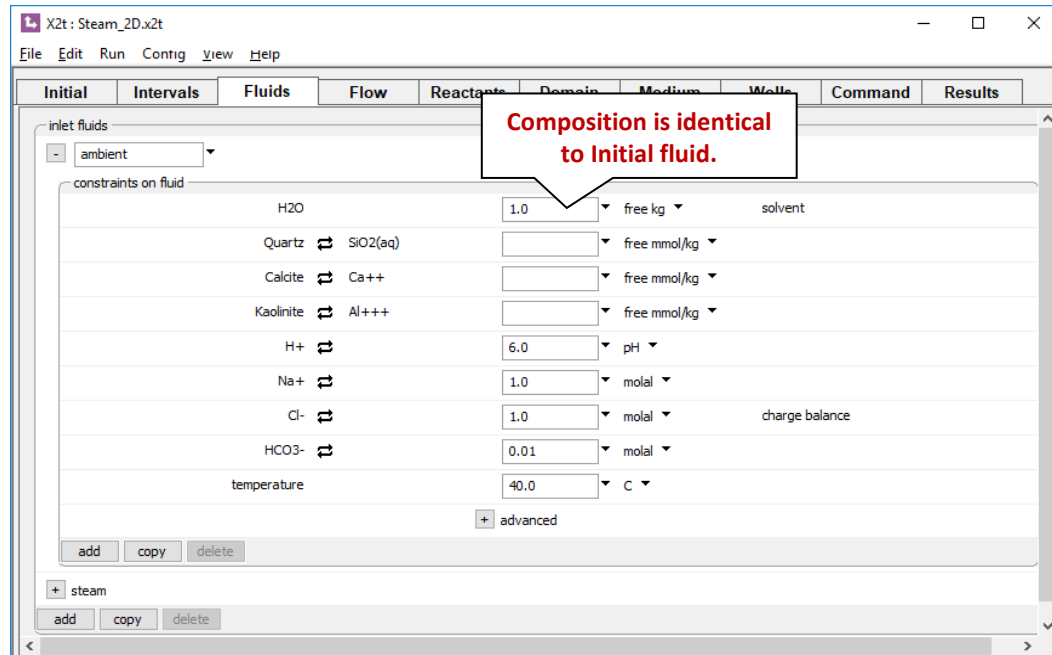 X2t : Steam_2D.x2t
File Edit Run Config View Help
Initial Intervals Fluids Flow Reactants Domain Medium Wells Command Results
Composition is identical
to Initial fluid.
inlet fluids
- ambient
constraints on fluid
H2O 1.0 free kg solvent
Quartz SiO2(aq) free mmol/kg
Calcite Ca++ free mmol/kg
Kaolinite Al+++ free mmol/kg
H+ 6.0 pH
Na+ 1.0 molal
Cl- 1.0 molal charge balance
HCO3- 0.01 molal
temperature 40.0 C
+ advanced
add copy delete
+ steam
add copy delete